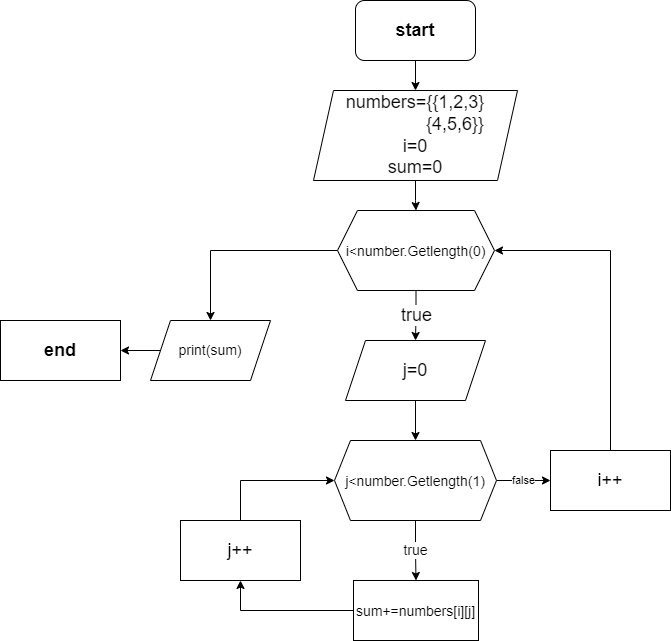 start
numbers={{1,2,3}
{4,5,6}}
i=0
sum=0
i<number.Getlength(0)
true
end
print(sum)
j=0
j<number.Getlength(1)
false
i++
j++
true
sum+=numbers[i][j]